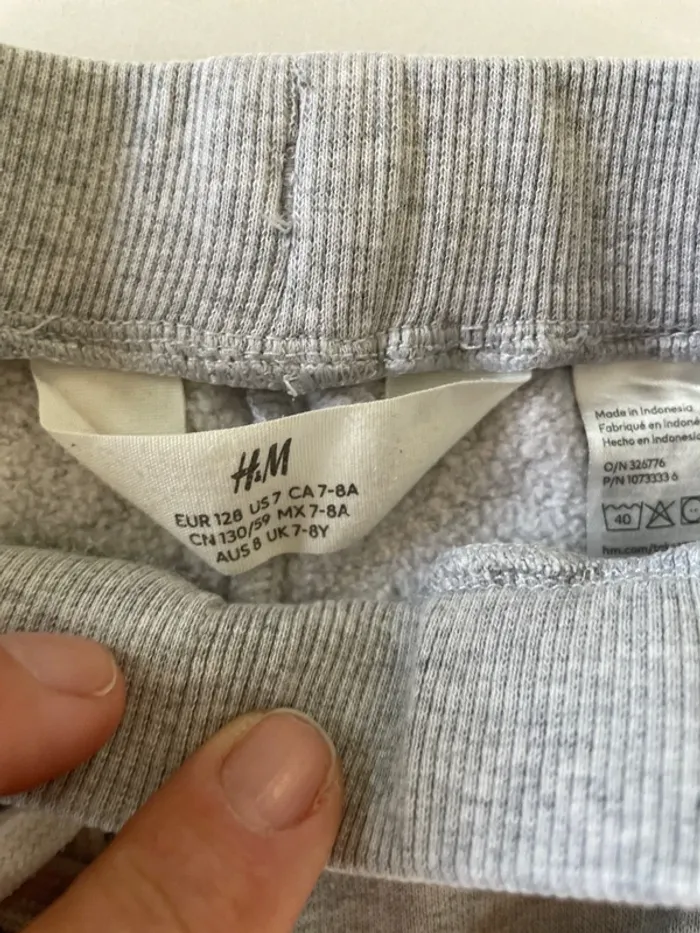 H&M
EUR 128 US 7 CA 7-8A
CN 130/59 MX 7-8A
AUS 8 UK 7-8Y
Made in Indonesia
Fabriqué en Indoné
Hecho en Indonesia
O/N 326776
P/N 1073333 6
40